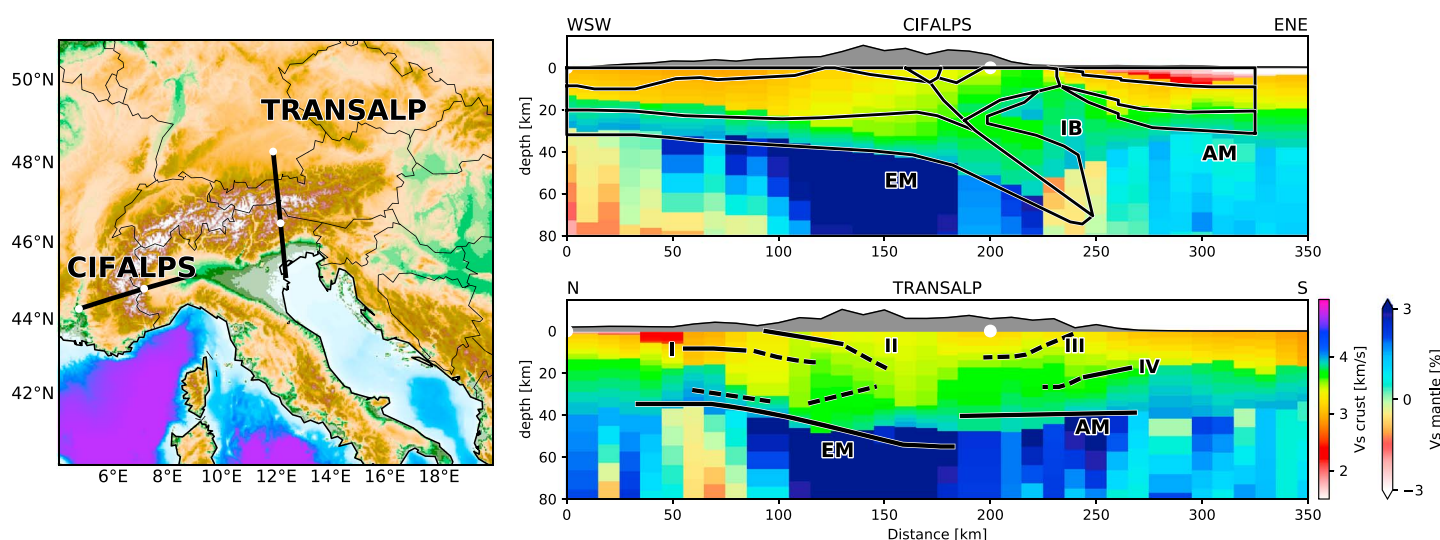 50°N
48°N
46°N
44°N
42°N
6°E 8°E 10°E 12°E 14°E 16°E 18°E
TRANSALP
CIFALPS
WSW CIFALPS ENE
depth [km]
0
20
40
60
80
IB
AM
EM
0 50 100 150 200 250 300 350
N TRANSALP S
depth [km]
0
20
40
60
80
I
II
III
IV
AM
EM
0 50 100 150 200 250 300 350
Distance [km]
4
3
2
Vs crust [km/s]
3
0
−3
Vs mantle [%]